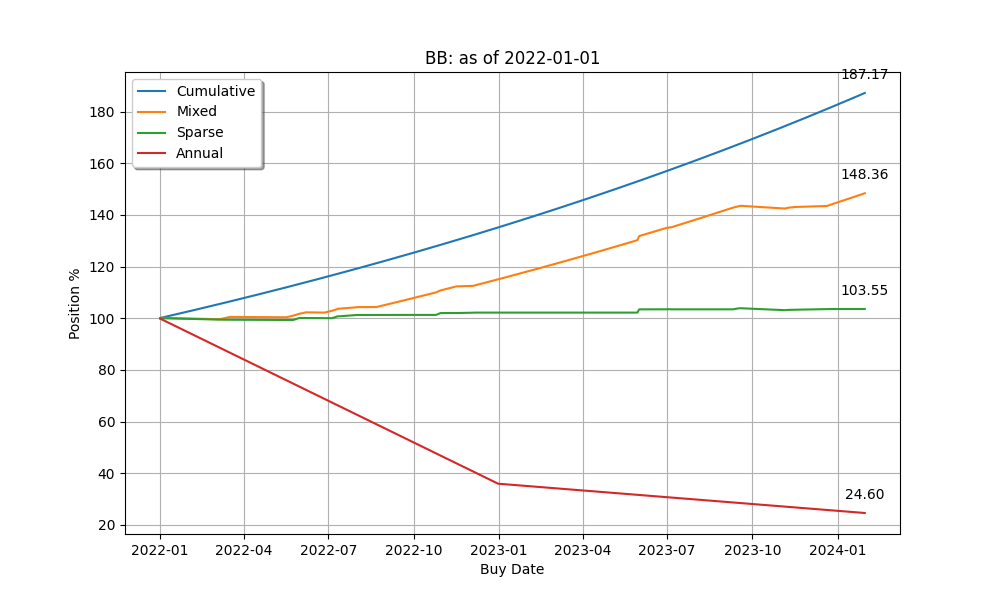 BB: as of 2022-01-01
187.17
Cumulative
Mixed
Sparse
Annual
148.36
103.55
24.60
180
160
140
120
100
80
60
40
20
Position %
2022-01 2022-04 2022-07 2022-10 2023-01 2023-04 2023-07 2023-10 2024-01
Buy Date